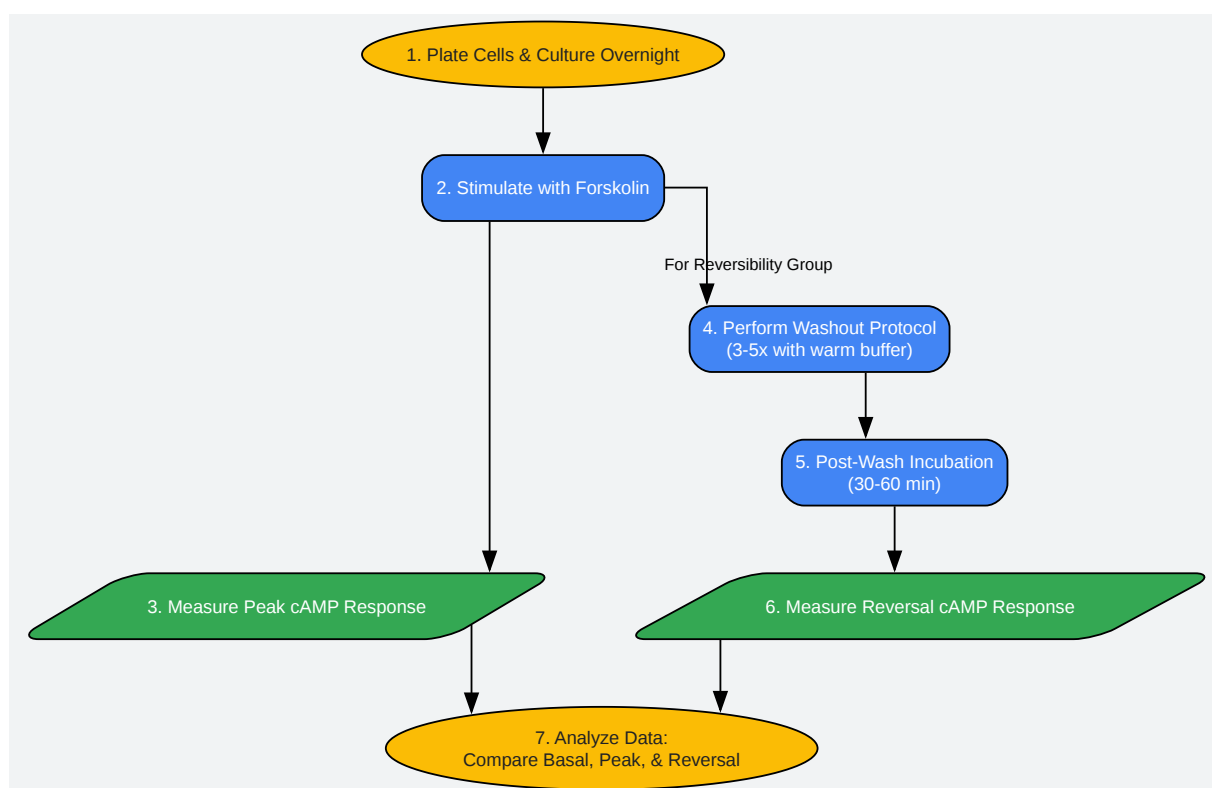 1. Plate Cells & Culture Overnight
2. Stimulate with Forskolin
For Reversibility Group
4. Perform Washout Protocol
(3-5x with warm buffer)
5. Post-Wash Incubation
(30-60 min)
3. Measure Peak cAMP Response
6. Measure Reversal cAMP Response
7. Analyze Data:
Compare Basal, Peak, & Reversal